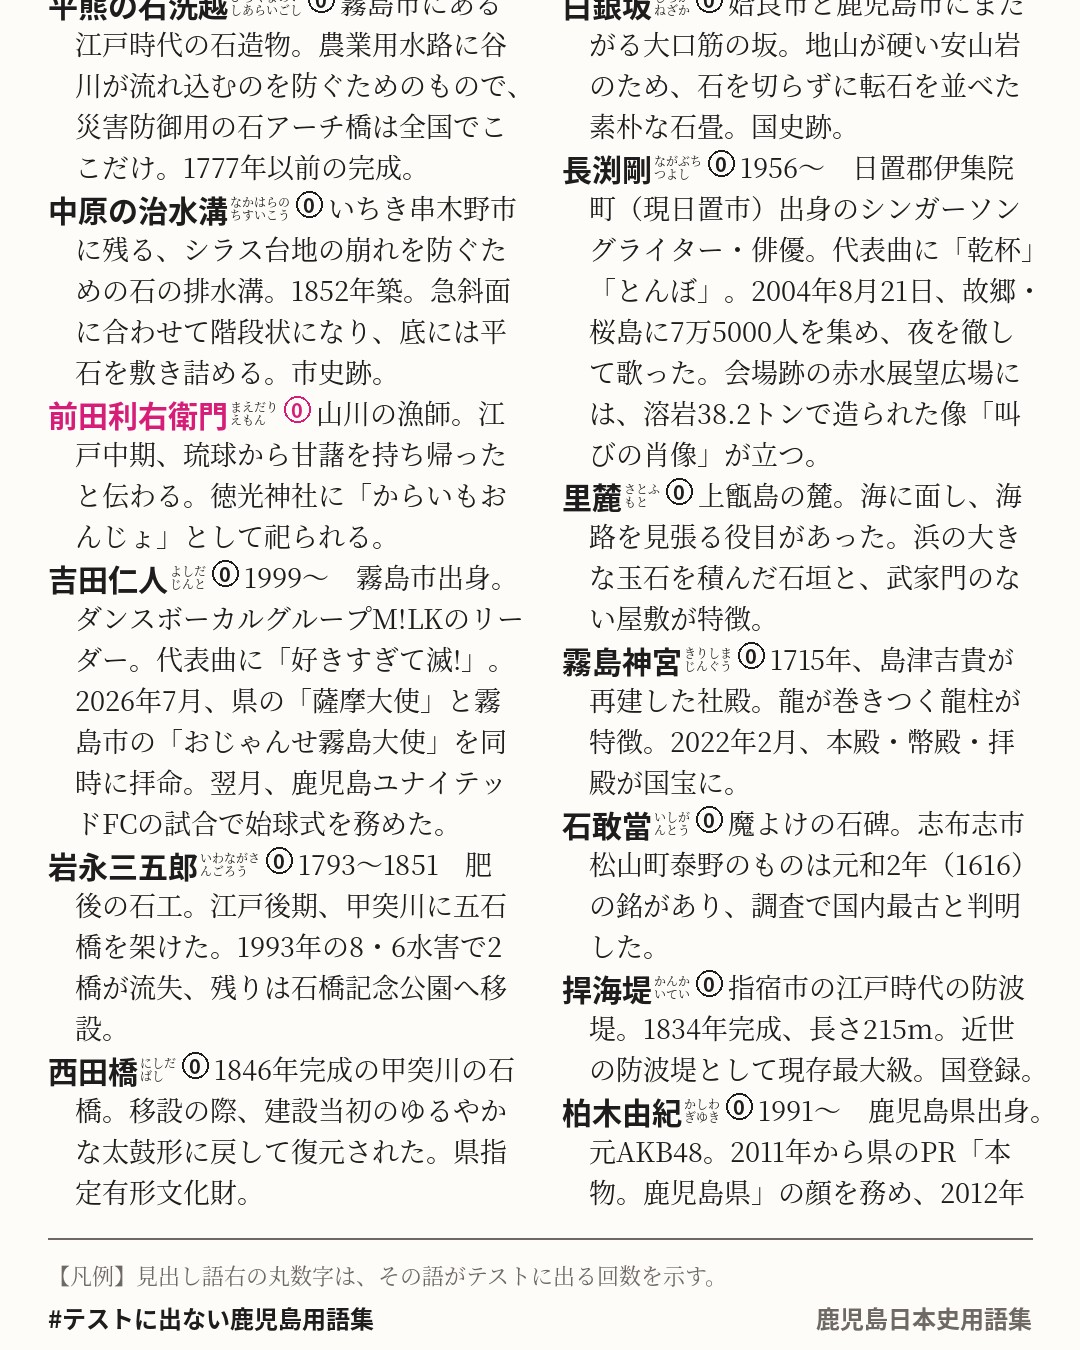 平熊の石洗越 しあらいごし 0 霧島市にある
江戸時代の石造物。農業用水路に谷
川が流れ込むのを防ぐためのもので、
災害防御用の石アーチ橋は全国でこ
こだけ。1777年以前の完成。
中原の治水溝 なかはらのちすいこう 0 いちき串木野市
に残る、シラス台地の崩れを防ぐた
めの石の排水溝。1852年築。急斜面
に合わせて階段状になり、底には平
石を敷き詰める。市史跡。
前田利右衛門 まえだりえもん 0 山川の漁師。江
戸中期、琉球から甘藷を持ち帰った
と伝わる。徳光神社に「からいもお
んじょ」として祀られる。
吉田仁人 よしだじんと 0 1999〜　霧島市出身。
ダンスボーカルグループM!LKのリー
ダー。代表曲に「好きすぎて滅!」。
2026年7月、県の「薩摩大使」と霧
島市の「おじゃんせ霧島大使」を同
時に拝命。翌月、鹿児島ユナイテッ
ドFCの試合で始球式を務めた。
岩永三五郎 いわながさんごろう 0 1793〜1851　肥
後の石工。江戸後期、甲突川に五石
橋を架けた。1993年の8・6水害で2
橋が流失、残りは石橋記念公園へ移
設。
西田橋 にしだばし 0 1846年完成の甲突川の石
橋。移設の際、建設当初のゆるやか
な太鼓形に戻して復元された。県指
定有形文化財。
白銀坂 ねざか 0 姶良市と鹿児島市にまた
がる大口筋の坂。地山が硬い安山岩
のため、石を切らずに転石を並べた
素朴な石畳。国史跡。
長渕剛 ながぶちつよし 0 1956〜　日置郡伊集院
町（現日置市）出身のシンガーソン
グライター・俳優。代表曲に「乾杯」
「とんぼ」。2004年8月21日、故郷・
桜島に7万5000人を集め、夜を徹し
て歌った。会場跡の赤水展望広場に
は、溶岩38.2トンで造られた像「叫
びの肖像」が立つ。
里麓 さとふもと 0 上甑島の麓。海に面し、海
路を見張る役目があった。浜の大き
な玉石を積んだ石垣と、武家門のな
い屋敷が特徴。
霧島神宮 きりしまじんぐう 0 1715年、島津吉貴が
再建した社殿。龍が巻きつく龍柱が
特徴。2022年2月、本殿・幣殿・拝
殿が国宝に。
石敢當 いしがんとう 0 魔よけの石碑。志布志市
松山町泰野のものは元和2年（1616）
の銘があり、調査で国内最古と判明
した。
捍海堤 かんかいてい 0 指宿市の江戸時代の防波
堤。1834年完成、長さ215m。近世
の防波堤として現存最大級。国登録。
柏木由紀 かしわぎゆき 0 1991〜　鹿児島県出身。
元AKB48。2011年から県のPR「本
物。鹿児島県」の顔を務め、2012年
【凡例】見出し語右の丸数字は、その語がテストに出る回数を示す。
#テストに出ない鹿児島用語集
鹿児島日本史用語集